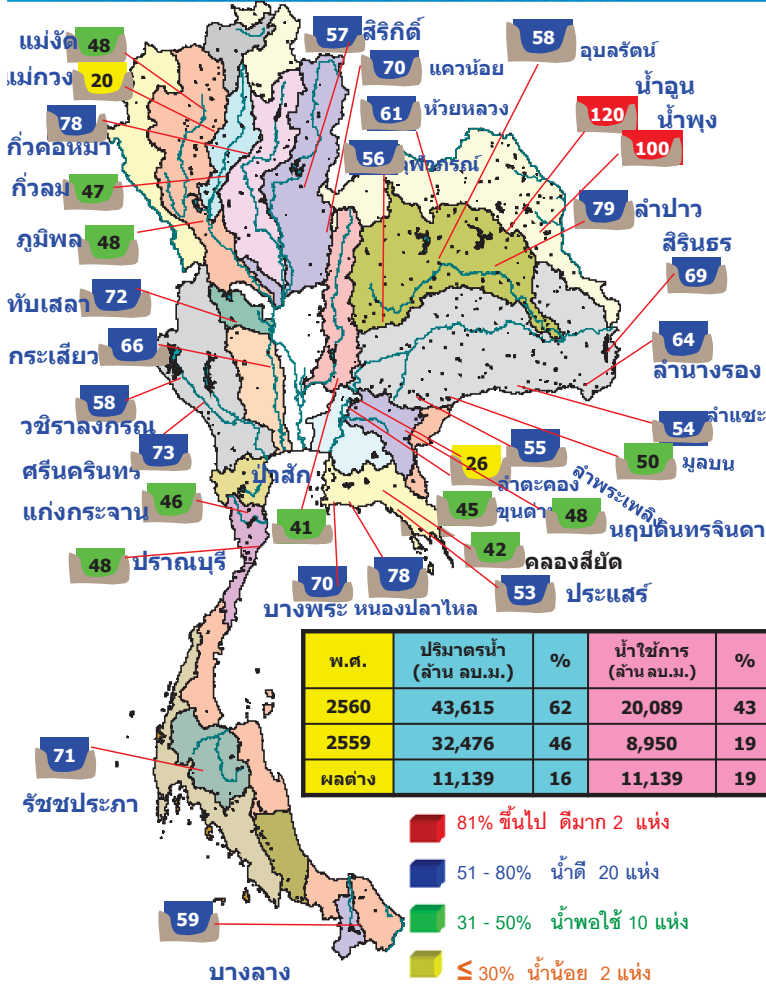 แม่งัด
48
แม่กวง
20
78
กิ่วคอหมา
กิ่วลม
47
ภูมิพล
48
ทับเสลา
72
กระเสียว
66
58
วชิราลงกรณ
73
ศรีนครินทร์
46
แก่งกระจาน
48
ปราณบุรี
57
สิริกิติ์
70
แควน้อย
61
ห้วยหลวง
56
จุฬาภรณ์
58
อุบลรัตน์
120
น้ำอูน
น้ำพุง
100
79
ลำปาว
สิรินธร
69
64
ลำนางรอง
54
ลำแชะ
50
มูลบน
55
ลำพระเพลิง
26
ลำตะคอง
45
ขุนด่าน
48
นฤบดินทรจินดา
ป่าสัก
41
42
คลองสียัด
53
ประแสร์
70
บางพระ
78
หนองปลาไหล
พ.ศ.
ปริมาตรน้ำ
(ล้าน ลบ.ม.)
%
น้ำใช้การ
(ล้าน ลบ.ม.)
%
2560 43,615 62 20,089 43
2559 32,476 46 8,950 19
ผลต่าง 11,139 16 11,139 19
71
รัชชประภา
81% ขึ้นไป ดีมาก 2 แห่ง
51 - 80% น้ำดี 20 แห่ง
31 - 50% น้ำพอใช้ 10 แห่ง
≤ 30% น้ำน้อย 2 แห่ง
59
บางลาง